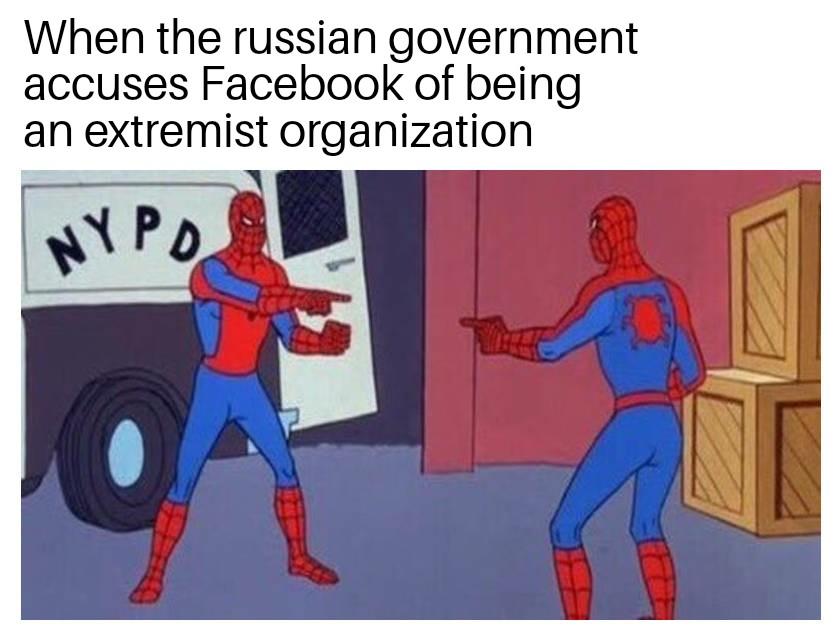 When the russian government
accuses Facebook of being
an extremist organization
NYPD